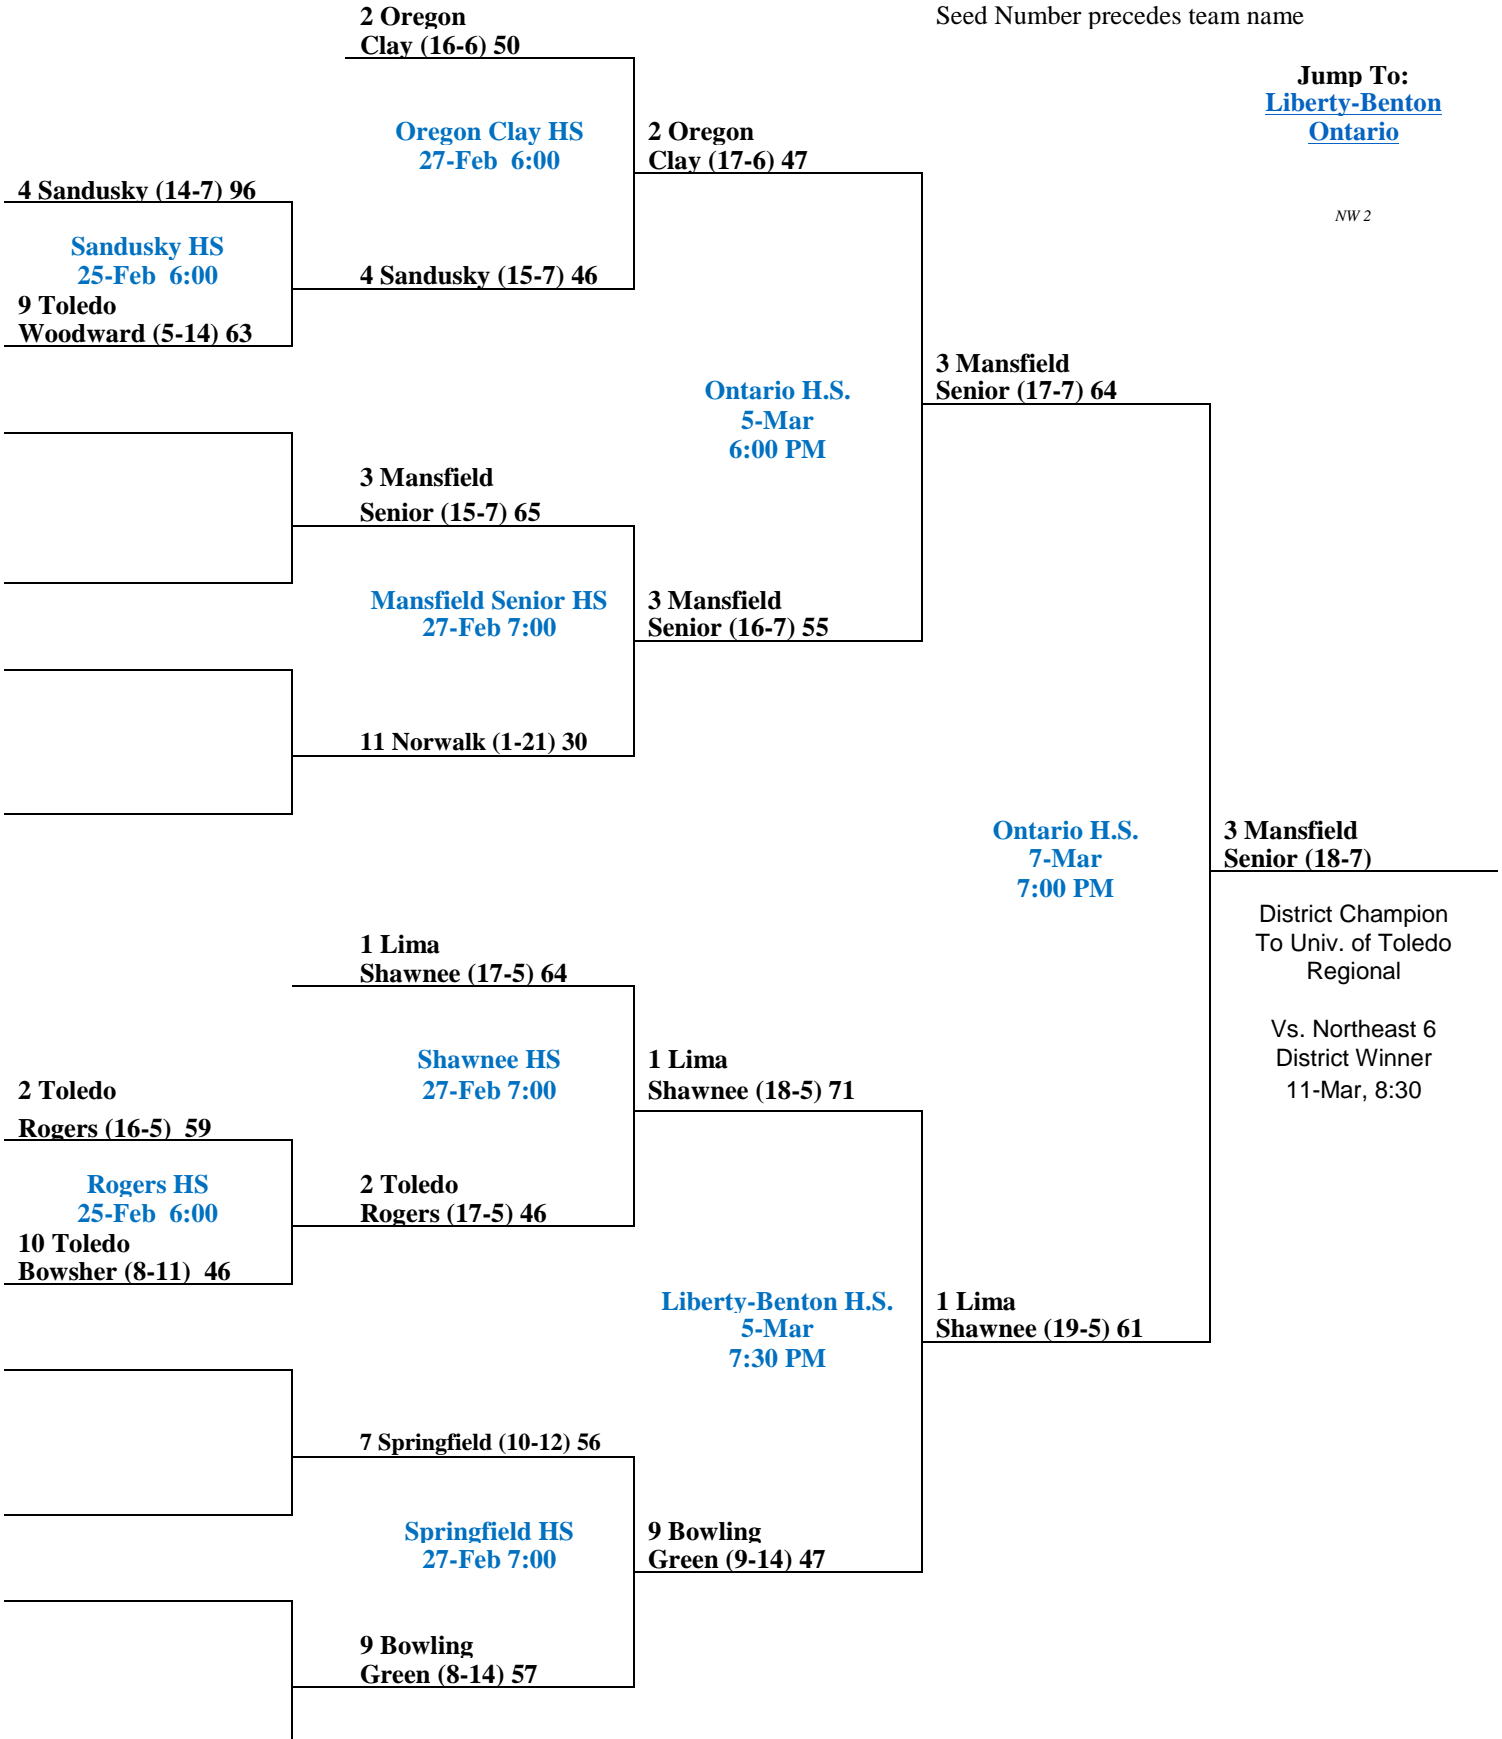 2 Oregon
Clay (16-6) 50
Seed Number precedes team name
Jump To:
Liberty-Benton
Ontario
NW 2
Oregon Clay HS
27-Feb  6:00
2 Oregon
Clay (17-6) 47
4 Sandusky (14-7) 96
Sandusky HS
25-Feb  6:00
9 Toledo
Woodward (5-14) 63
4 Sandusky (15-7) 46
3 Mansfield
Senior (17-7) 64
Ontario H.S.
5-Mar
6:00 PM
3 Mansfield
Senior (15-7) 65
Mansfield Senior HS
27-Feb 7:00
3 Mansfield
Senior (16-7) 55
11 Norwalk (1-21) 30
Ontario H.S.
7-Mar
7:00 PM
3 Mansfield
Senior (18-7)
District Champion
To Univ. of Toledo
Regional
Vs. Northeast 6
District Winner
11-Mar, 8:30
1 Lima
Shawnee (17-5) 64
Shawnee HS
27-Feb 7:00
1 Lima
Shawnee (18-5) 71
2 Toledo
Rogers (16-5)  59
Rogers HS
25-Feb  6:00
10 Toledo
Bowsher (8-11)  46
2 Toledo
Rogers (17-5) 46
Liberty-Benton H.S.
5-Mar
7:30 PM
1 Lima
Shawnee (19-5) 61
7 Springfield (10-12) 56
Springfield HS
27-Feb 7:00
9 Bowling
Green (9-14) 47
9 Bowling
Green (8-14) 57